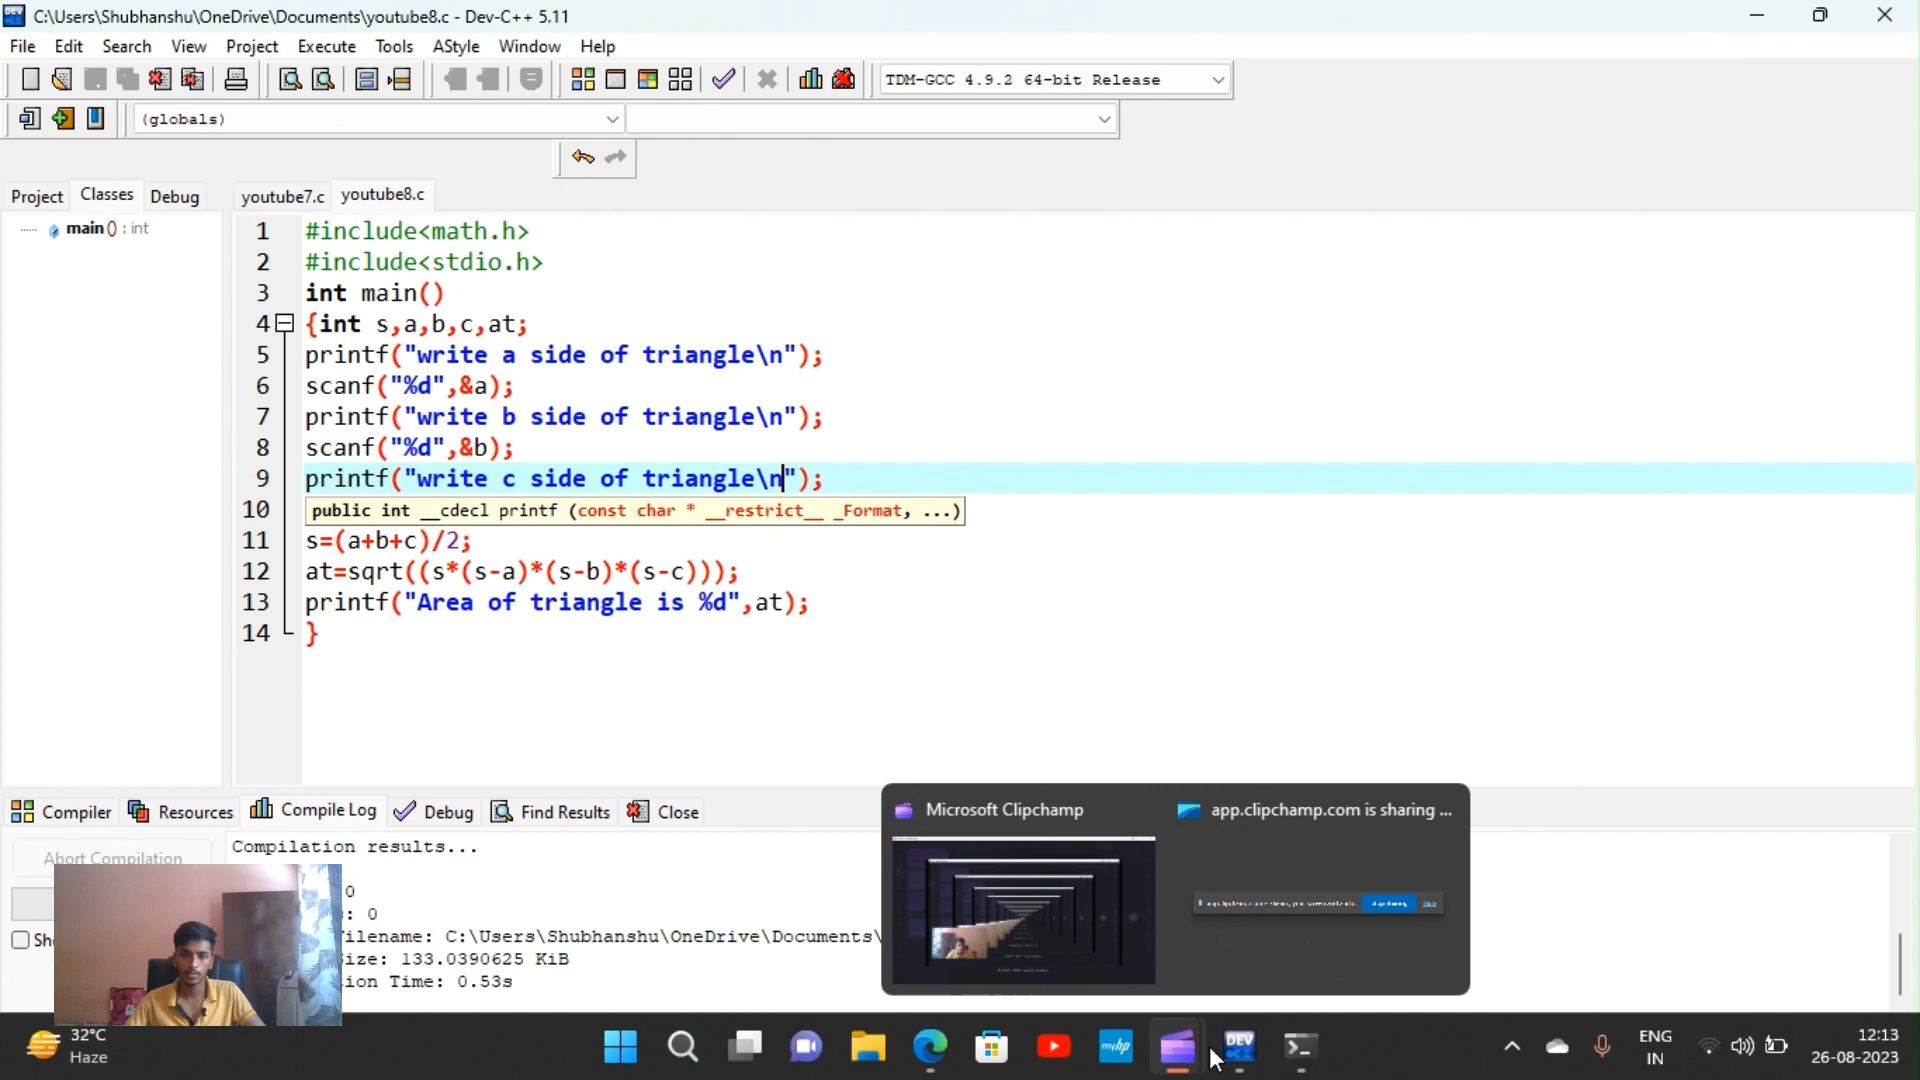 C:\Users\Shubhanshu\OneDrive\Documents\youtube8.c - Dev-C++ 5.11
File Edit Search View Project Execute Tools AStyle Window Help
TDM-GCC 4.9.2 64-bit Release
(globals)
Project Classes Debug
youtube7.c youtube8.c
main () : int
1 #include<math.h>
2 #include<stdio.h>
3 int main()
4 {int s,a,b,c,at;
5 printf("write a side of triangle\n");
6 scanf("%d",&a);
7 printf("write b side of triangle\n");
8 scanf("%d",&b);
9 printf("write c side of triangle\n");
10 public int __cdecl printf (const char * __restrict__ _Format, ...)
11 s=(a+b+c)/2;
12 at=sqrt((s*(s-a)*(s-b)*(s-c)));
13 printf("Area of triangle is %d",at);
14 }
Compiler Resources Compile Log Debug Find Results Close
Abort Compilation
Compilation results...
0
: 0
filename: C:\Users\Shubhanshu\OneDrive\Documents\
size: 133.0390625 KiB
ion Time: 0.53s
Sh
Microsoft Clipchamp
app.clipchamp.com is sharing ...
32°C
Haze
myhp
DEV
ENG
IN
12:13
26-08-2023